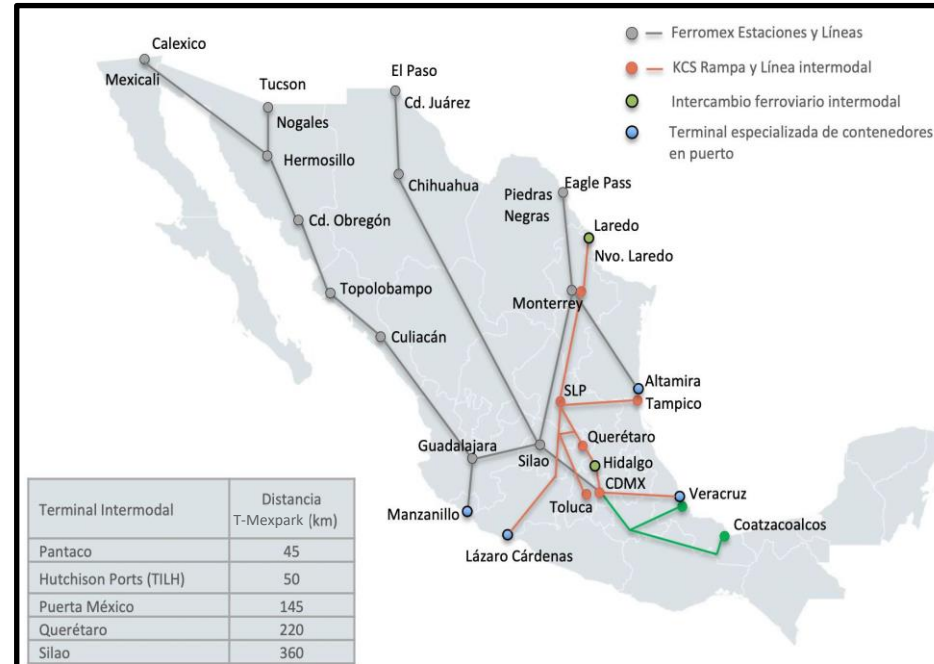 Calexico
Mexicali
Tucson
Nogales
Hermosillo
Cd. Obregón
Topolobampo
Culiacán
El Paso
Cd. Juárez
Chihuahua
Eagle Pass
Piedras
Negras
Laredo
Nvo. Laredo
Monterrey
Altamira
Tampico
SLP
Querétaro
Hidalgo
CDMX
Toluca
Silao
Guadalajara
Manzanillo
Lázaro Cárdenas
Veracruz
Coatzacoalcos
Ferromex Estaciones y Líneas
KCS Rampa y Línea intermodal
Intercambio ferroviario intermodal
Terminal especializada de contenedores
en puerto
Terminal Intermodal Distancia
T-Mexpark (km)
Pantaco 45
Hutchison Ports (TILH) 50
Puerta México 145
Querétaro 220
Silao 360